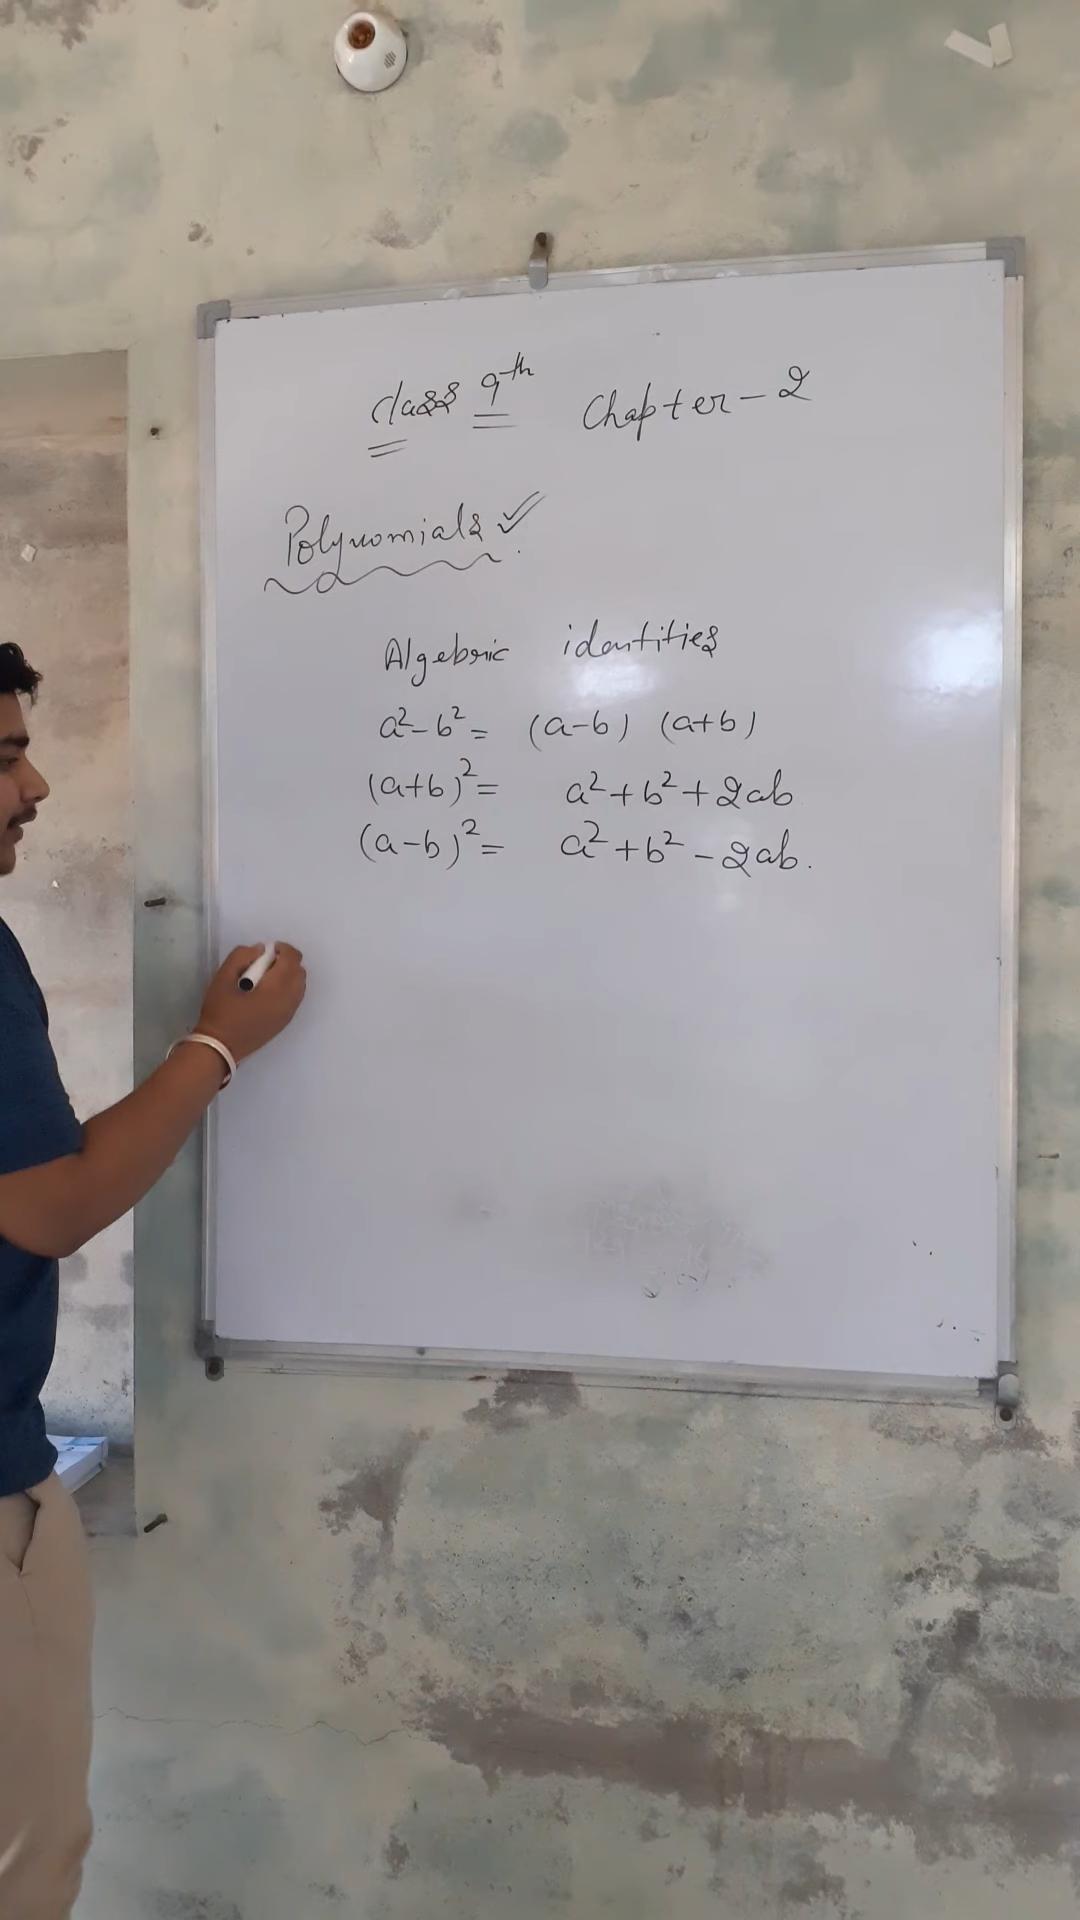 Class 9th Chapter-2
Polynomials ✓
Algebric identities
a²-b² = (a-b) (a+b)
(a+b)² = a²+b²+2ab
(a-b)² = a²+b²-2ab.